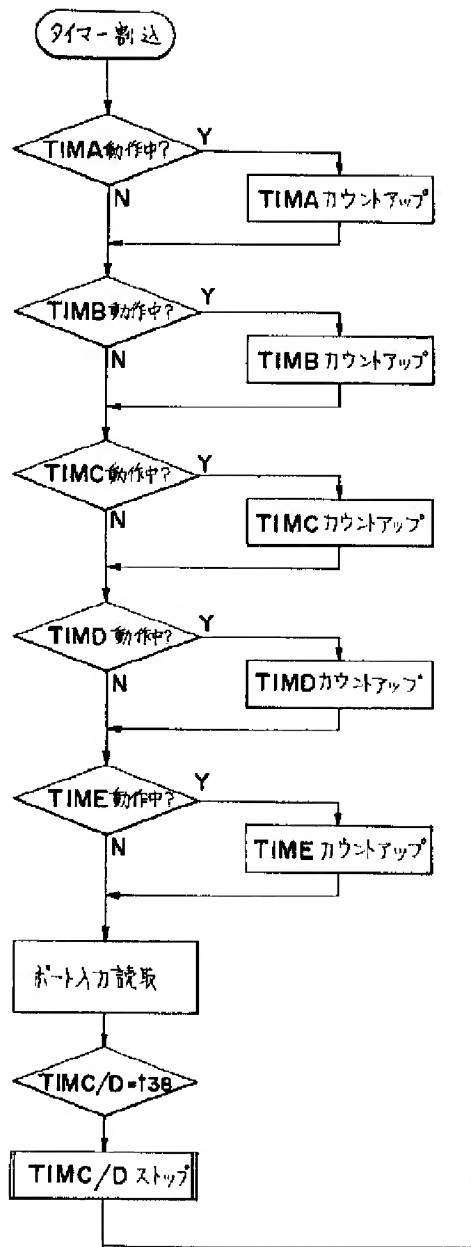 タイマー割込
TIMA動作中?
Y
N
TIMAカウントアップ
TIMB動作中?
Y
N
TIMBカウントアップ
TIMC動作中?
Y
N
TIMCカウントアップ
TIMD動作中?
Y
N
TIMDカウントアップ
TIME動作中?
Y
N
TIMEカウントアップ
ポート入力読取
TIMC/D=t38
TIMC/Dストップ